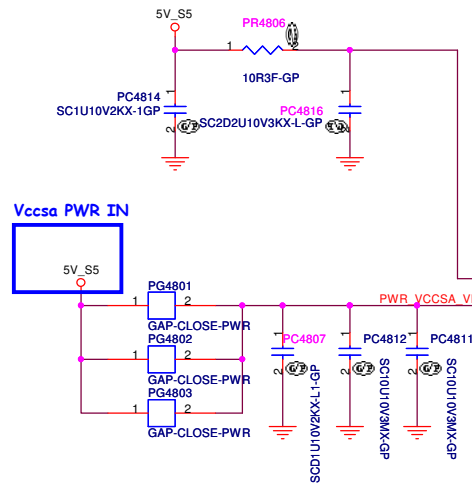 5V_S5
PR4806
1
2
10R3F-GP
1
PC4814
SC1U10V2KX-1GP
2
1
PC4816
SC2D2U10V3KX-L-GP
2
Vccsa PWR IN
5V_S5
PG4801
1
2
GAP-CLOSE-PWR
PG4802
1
2
GAP-CLOSE-PWR
PG4803
1
2
GAP-CLOSE-PWR
PWR_VCCSA_VI
1
PC4807
2
SCD1U10V2KX-L1-GP
1
PC4812
2
SC10U10V3MX-GP
1
PC4811
2
SC10U10V3MX-GP